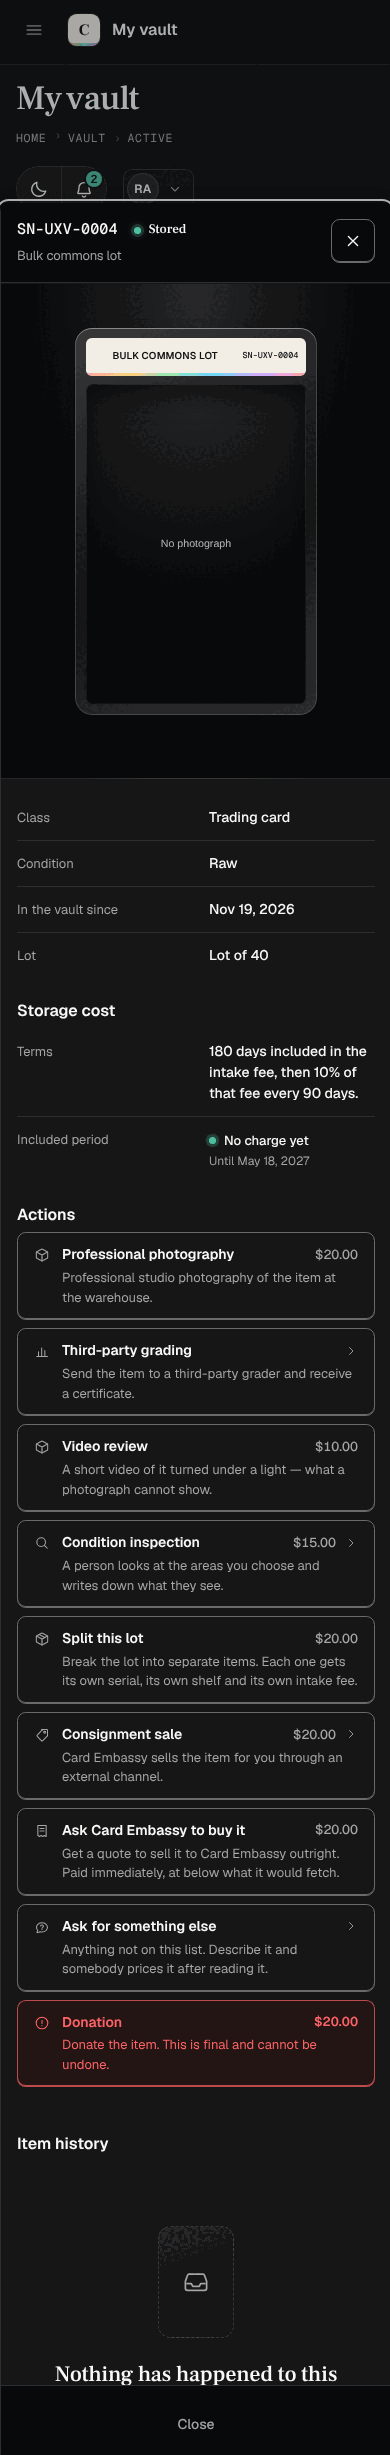 C My vault
My vault
HOME › VAULT › ACTIVE
2
RA
SN-UXV-0004 Stored
Bulk commons lot
BULK COMMONS LOT SN-UXV-0004
No photograph
Class Trading card
Condition Raw
In the vault since Nov 19, 2026
Lot Lot of 40
Storage cost
Terms 180 days included in the
intake fee, then 10% of
that fee every 90 days.
Included period No charge yet
Until May 18, 2027
Actions
Professional photography $20.00
Professional studio photography of the item at
the warehouse.
Third-party grading
Send the item to a third-party grader and receive
a certificate.
Video review $10.00
A short video of it turned under a light — what a
photograph cannot show.
Condition inspection $15.00
A person looks at the areas you choose and
writes down what they see.
Split this lot $20.00
Break the lot into separate items. Each one gets
its own serial, its own shelf and its own intake fee.
Consignment sale $20.00
Card Embassy sells the item for you through an
external channel.
Ask Card Embassy to buy it $20.00
Get a quote to sell it to Card Embassy outright.
Paid immediately, at below what it would fetch.
Ask for something else
Anything not on this list. Describe it and
somebody prices it after reading it.
Donation $20.00
Donate the item. This is final and cannot be
undone.
Item history
Nothing has happened to this
Close